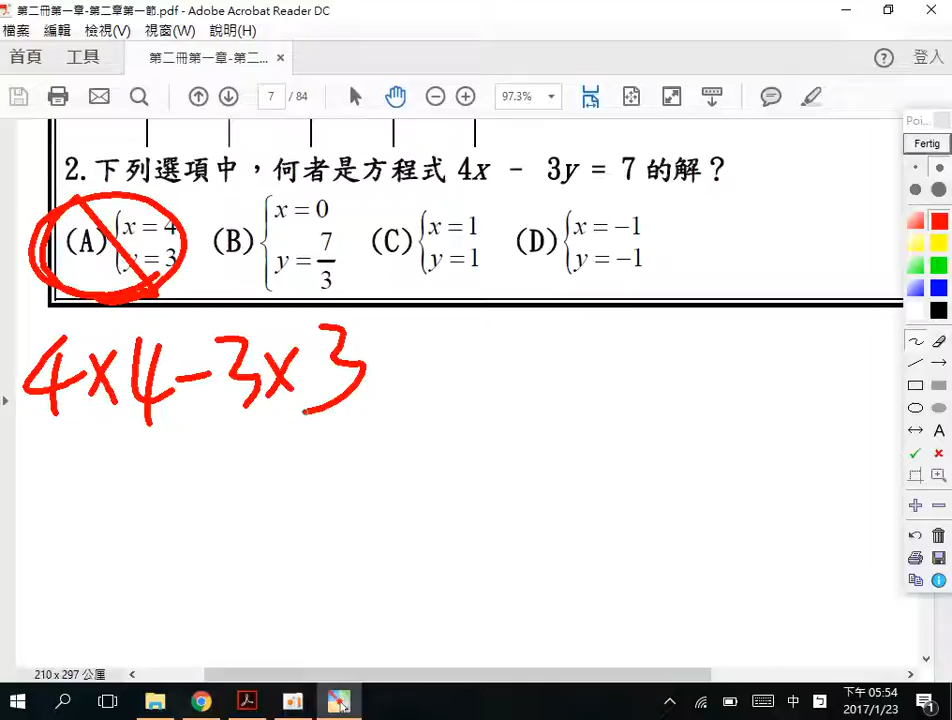 第二冊第一章-第二章第一節.pdf - Adobe Acrobat Reader DC
檔案 編輯 檢視(V) 視窗(W) 說明(H)
首頁 工具 第二冊第一章-第二... × 登入
7 / 84 97.3%
Poi...
Fertig
2.下列選項中，何者是方程式 4x - 3y = 7 的解？
(A) { x = 4 y = 3 (B) { x = 0 y = 7/3 (C) { x = 1 y = 1 (D) { x = -1 y = -1
4×4-3×3
A
210 x 297 公厘
中 下午 05:54
2017/1/23 1